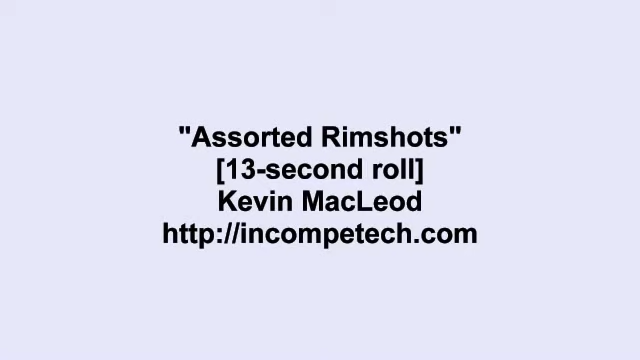 "Assorted Rimshots"
[13-second roll]
Kevin MacLeod
http://incompetech.com